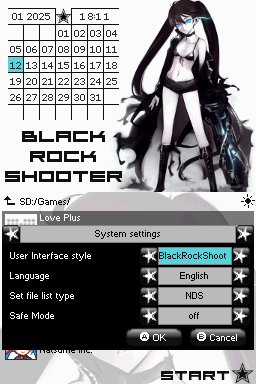 01 2025 ★ 18:11
01 02 03 04
05 06 07 08 09 10 11
12 13 14 15 16 17 18
19 20 21 22 23 24 25
26 27 28 29 30 31
BLACK
ROCK
SHOOTER
SD:/Games/
Love Plus
System settings
User Interface style BlackRockShoot
Language English
Set file list type NDS
Safe Mode off
A OK B Cancel
Natsume Inc.
START